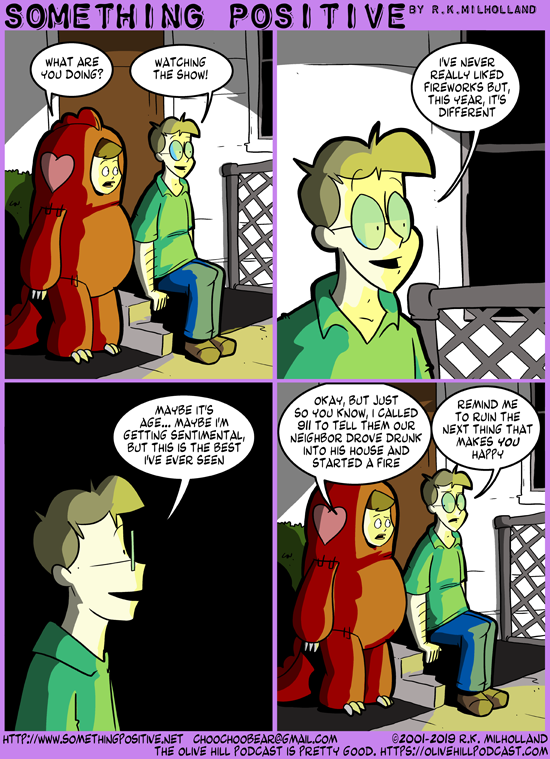 SOMETHING POSITIVE BY R.K.MILHOLLAND
WHAT ARE
YOU DOING?
WATCHING
THE SHOW!
I'VE NEVER
REALLY LIKED
FIREWORKS BUT,
THIS YEAR, IT'S
DIFFERENT
MAYBE IT'S
AGE... MAYBE I'M
GETTING SENTIMENTAL,
BUT THIS IS THE BEST
I'VE EVER SEEN
OKAY, BUT JUST
SO YOU KNOW, I CALLED
911 TO TELL THEM OUR
NEIGHBOR DROVE DRUNK
INTO HIS HOUSE AND
STARTED A FIRE
REMIND ME
TO RUIN THE
NEXT THING THAT
MAKES YOU
HAPPY
HTTP://WWW.SOMETHINGPOSITIVE.NET CHOOCHOOBEAR@GMAIL.COM ©2001-2019 R.K. MILHOLLAND
THE OLIVE HILL PODCAST IS PRETTY GOOD. HTTPS://OLIVEHILLPODCAST.COM